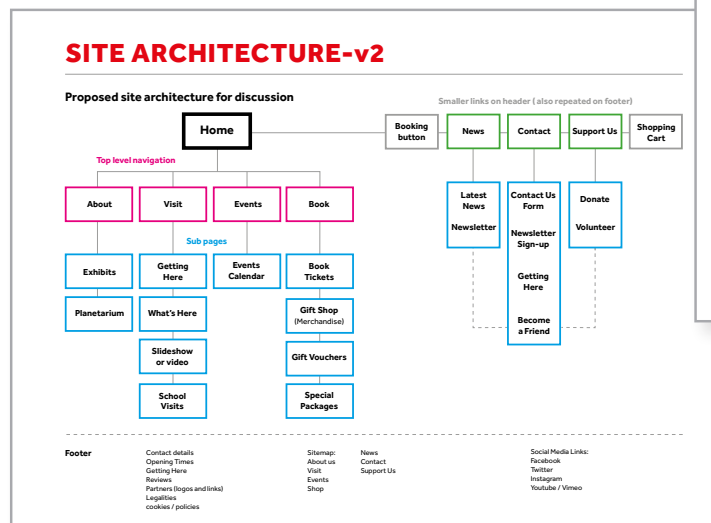 SITE ARCHITECTURE-v2
Proposed site architecture for discussion
Smaller links on header ( also repeated on footer)
Home
Booking
button
News
Contact
Support Us
Shopping
Cart
Top level navigation
About
Visit
Events
Book
Latest
News
Newsletter
Contact Us
Form
Newsletter
Sign-up
Getting
Here
Become
a Friend
Donate
Volunteer
Sub pages
Exhibits
Getting
Here
Events
Calendar
Book
Tickets
Planetarium
What's Here
Gift Shop
(Merchandise)
Slideshow
or video
Gift Vouchers
School
Visits
Special
Packages
Footer
Contact details
Opening Times
Getting Here
Reviews
Partners (logos and links)
Legalities
cookies / policies
Sitemap:
About us
Visit
Events
Shop
News
Contact
Support Us
Social Media Links:
Facebook
Twitter
Instagram
Youtube / Vimeo